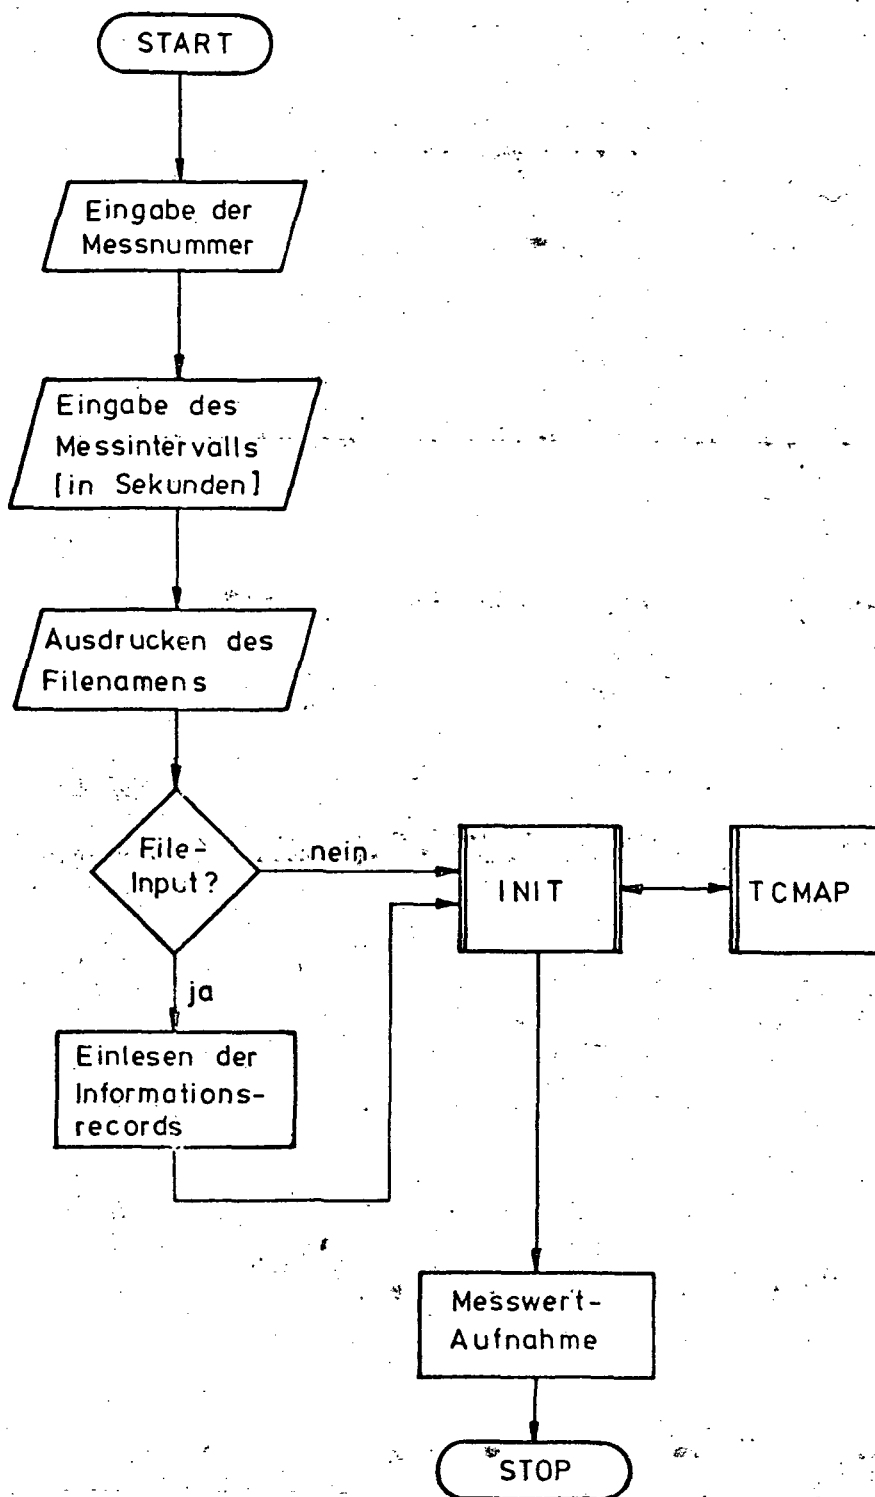 START
Eingabe der
Messnummer
Eingabe des
Messintervalls
[in Sekunden]
Ausdrucken des
Filenamens
File-
Input?
nein
INIT
TCMAP
ja
Einlesen der
Informations-
records
Messwert-
Aufnahme
STOP